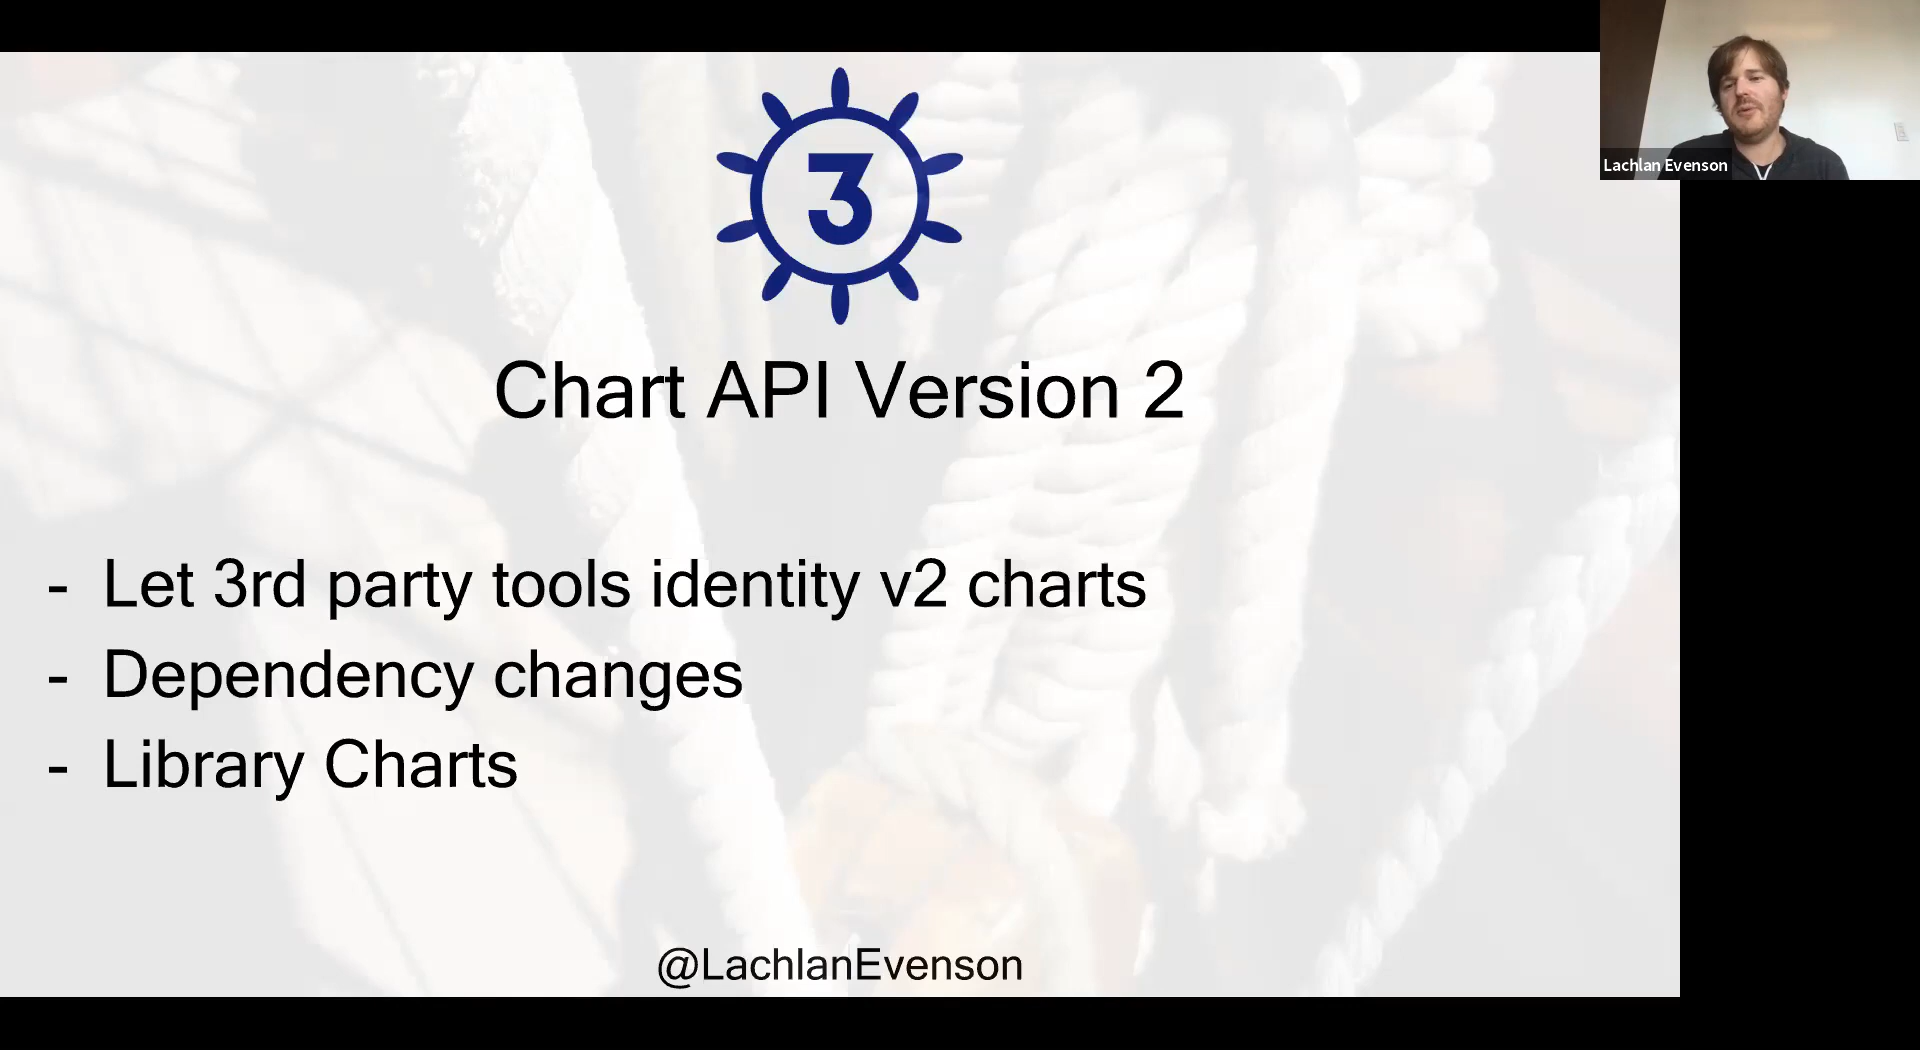 3
Lachlan Evenson
Chart API Version 2
- Let 3rd party tools identity v2 charts
- Dependency changes
- Library Charts
@LachlanEvenson